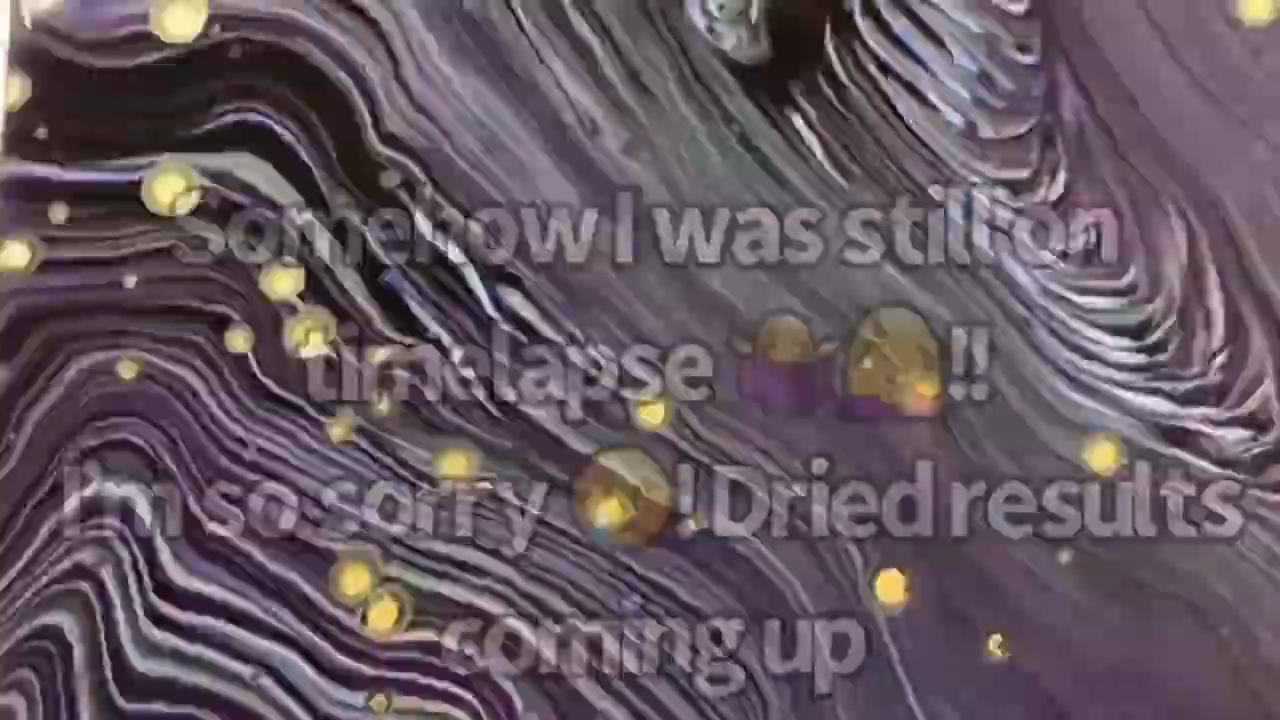 Somehow I was still on
timelapse 🤷‍♀️🤦‍♀️!!
I'm so sorry 🤦‍♀️! Dried results
coming up